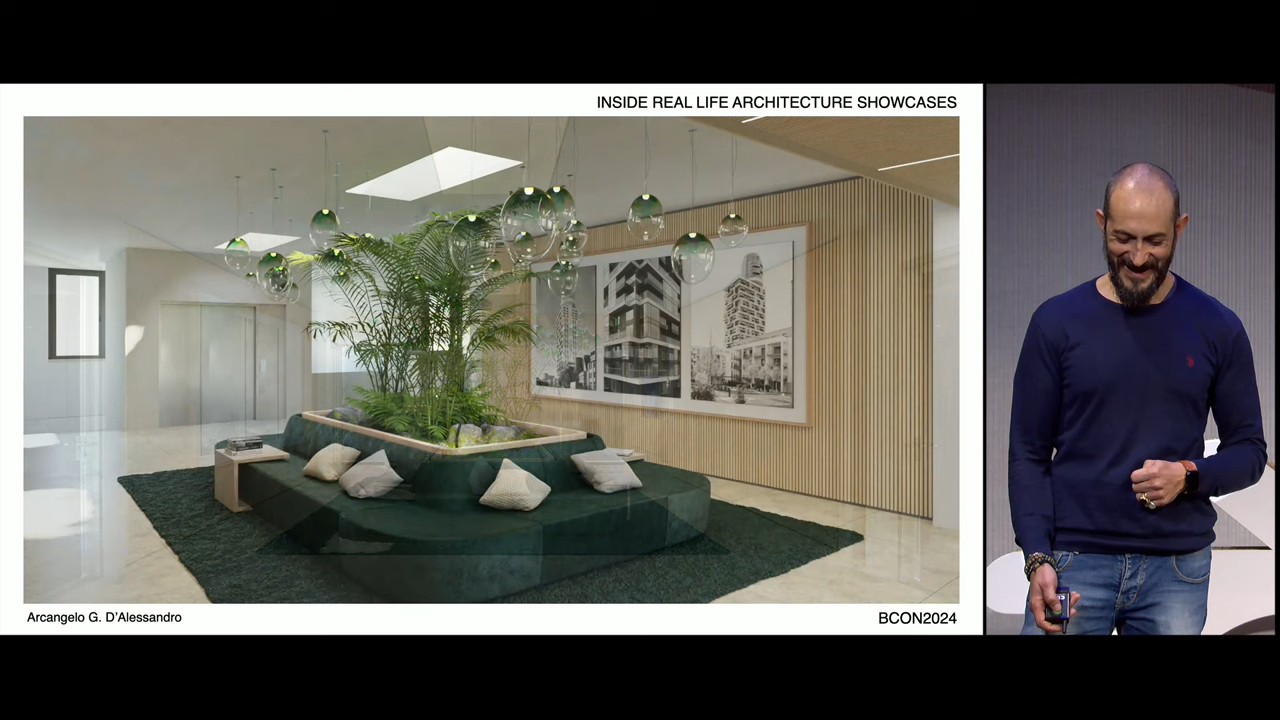 INSIDE REAL LIFE ARCHITECTURE SHOWCASES
Arcangelo G. D'Alessandro
BCON2024